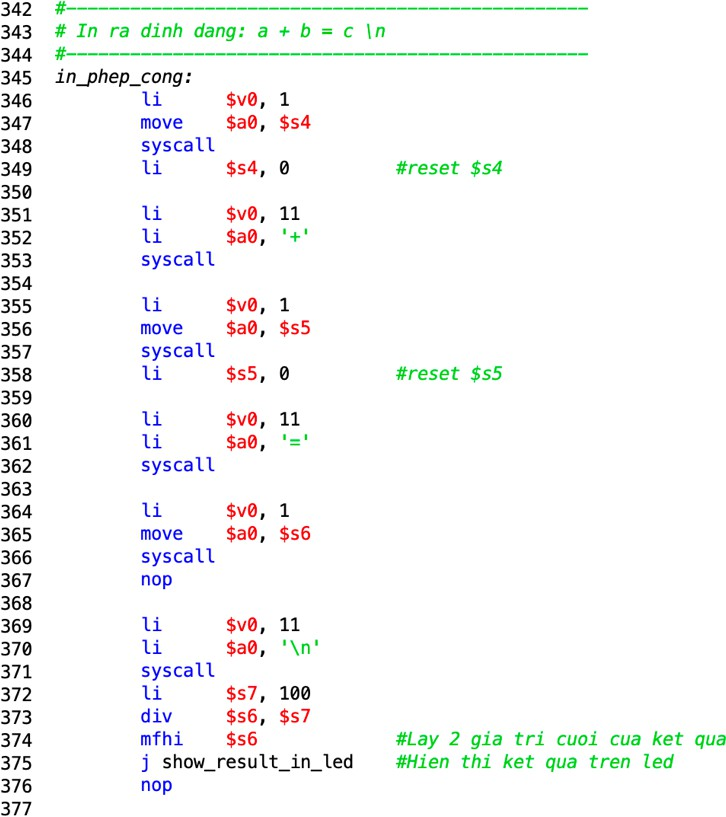 342 #-------------------------------------------------
343 # In ra dinh dang: a + b = c \n
344 #-------------------------------------------------
345 in_phep_cong:
346 li $v0, 1
347 move $a0, $s4
348 syscall
349 li $s4, 0 #reset $s4
350
351 li $v0, 11
352 li $a0, '+'
353 syscall
354
355 li $v0, 1
356 move $a0, $s5
357 syscall
358 li $s5, 0 #reset $s5
359
360 li $v0, 11
361 li $a0, '='
362 syscall
363
364 li $v0, 1
365 move $a0, $s6
366 syscall
367 nop
368
369 li $v0, 11
370 li $a0, '\n'
371 syscall
372 li $s7, 100
373 div $s6, $s7
374 mfhi $s6 #Lay 2 gia tri cuoi cua ket qua
375 j show_result_in_led #Hien thi ket qua tren led
376 nop
377